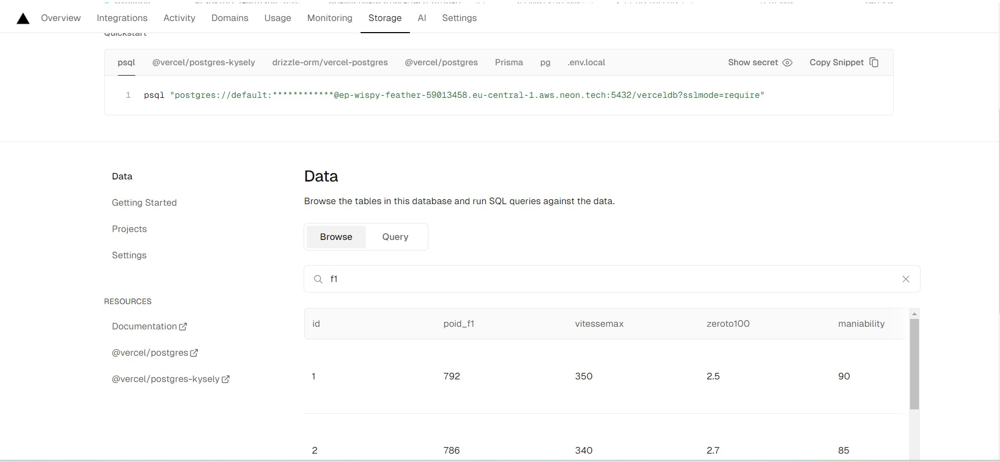 Overview Integrations Activity Domains Usage Monitoring Storage AI Settings
Quickstart
psql @vercel/postgres-kysely drizzle-orm/vercel-postgres @vercel/postgres Prisma pg .env.local Show secret Copy Snippet
1 psql "postgres://default:************@ep-wispy-feather-59013458.eu-central-1.aws.neon.tech:5432/verceldb?sslmode=require"
Data
Getting Started
Projects
Settings
RESOURCES
Documentation
@vercel/postgres
@vercel/postgres-kysely
Data
Browse the tables in this database and run SQL queries against the data.
Browse Query
f1
id poid_f1 vitessemax zeroto100 maniability
1 792 350 2.5 90
2 786 340 2.7 85